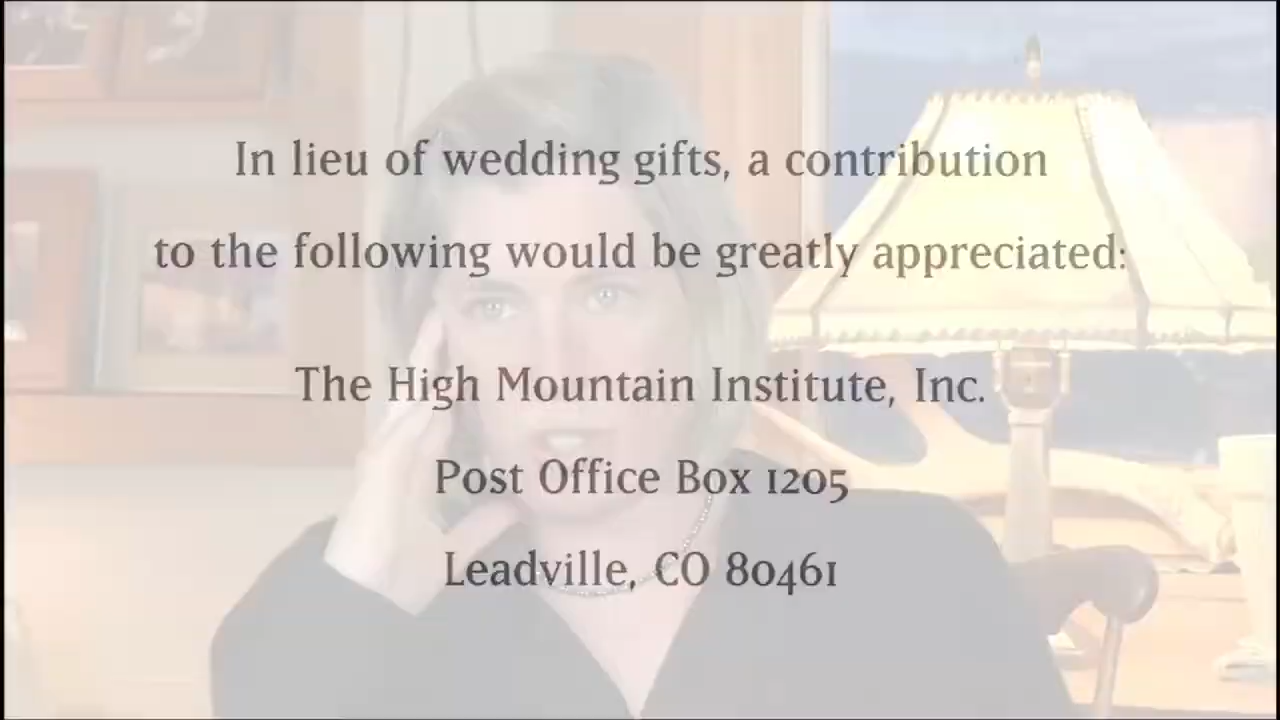 In lieu of wedding gifts, a contribution
to the following would be greatly appreciated:
The High Mountain Institute, Inc.
Post Office Box 1205
Leadville, CO 80461